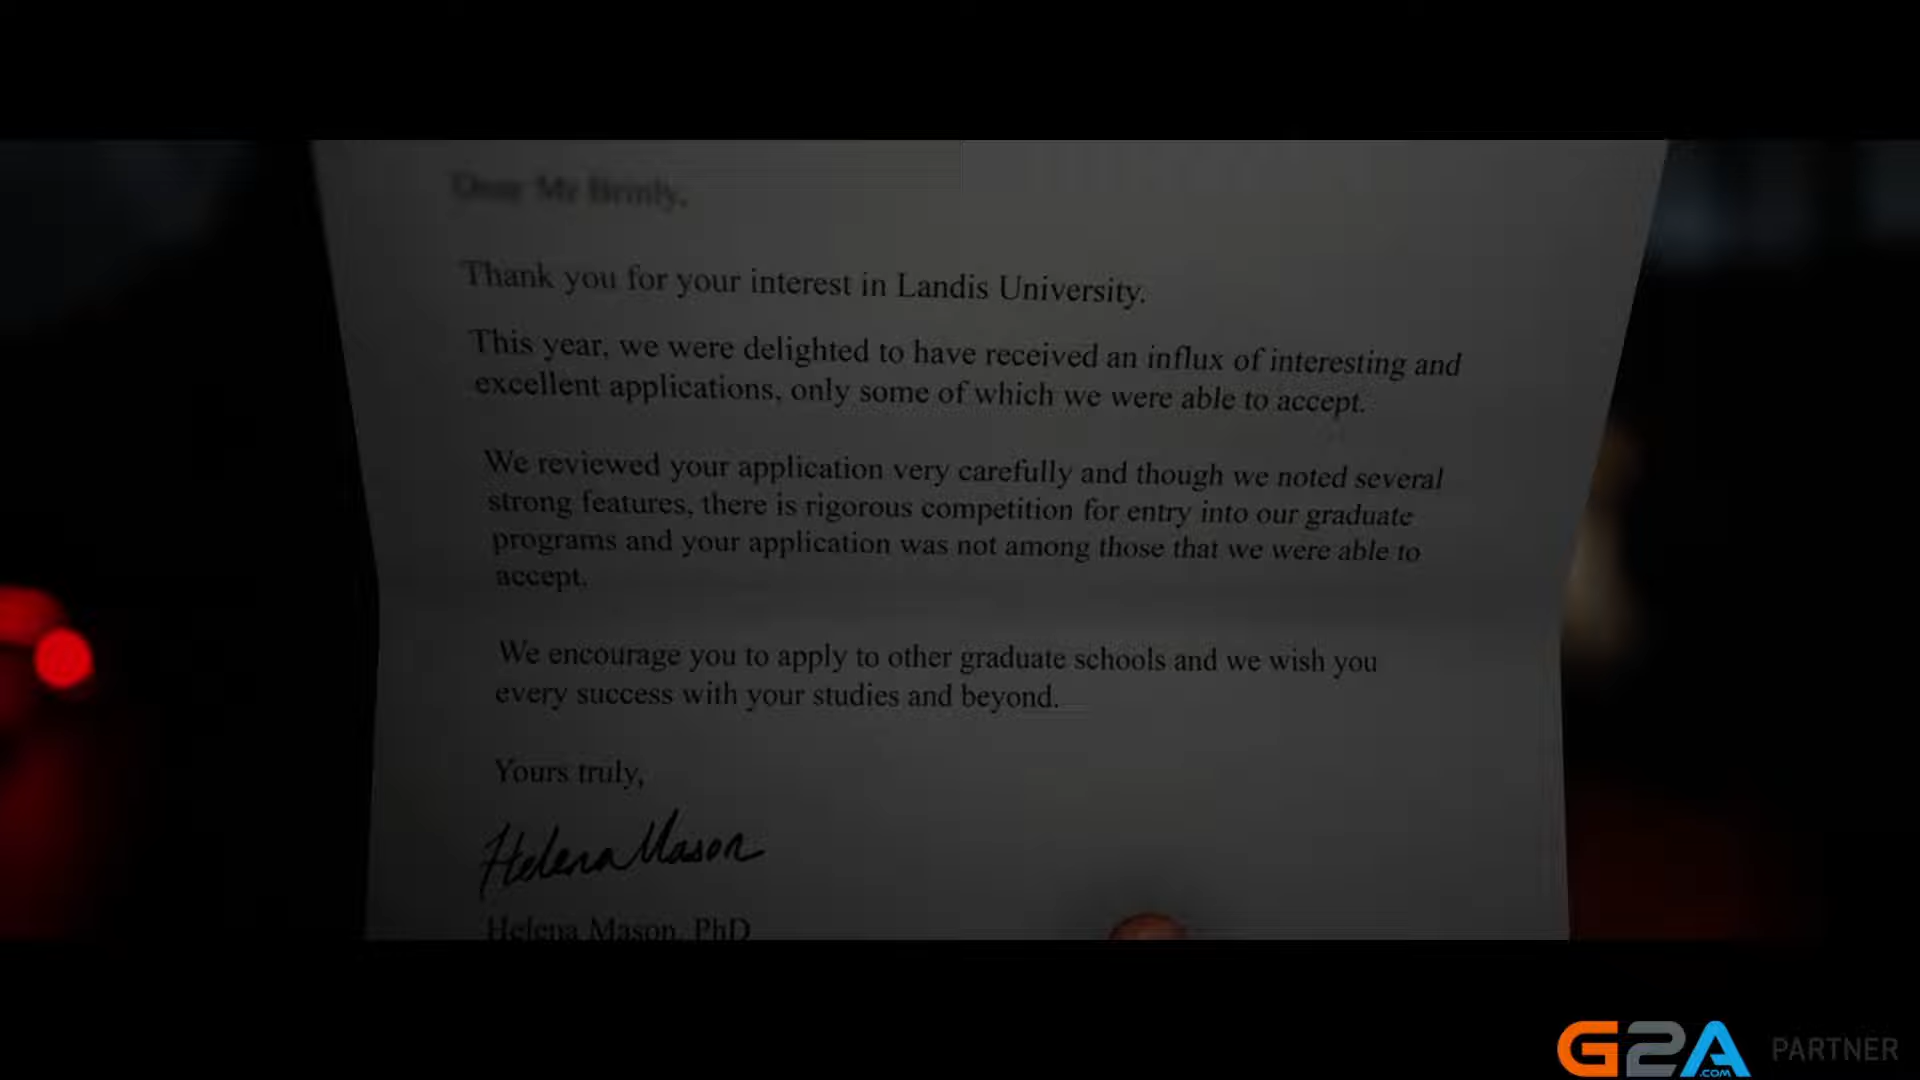 Dear Mr Brinly,
Thank you for your interest in Landis University.
This year, we were delighted to have received an influx of interesting and
excellent applications, only some of which we were able to accept.
We reviewed your application very carefully and though we noted several
strong features, there is rigorous competition for entry into our graduate
programs and your application was not among those that we were able to
accept.
We encourage you to apply to other graduate schools and we wish you
every success with your studies and beyond.
Yours truly,
Helena Mason
Helena Mason, PhD
G2A
.COM
PARTNER